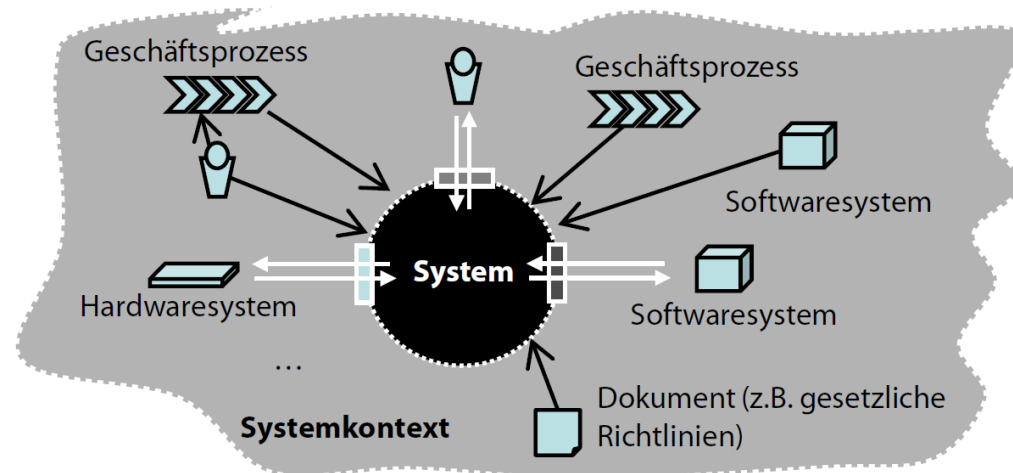 Geschäftsprozess
Geschäftsprozess
Softwaresystem
System
Hardwaresystem
Softwaresystem
...
Dokument (z.B. gesetzliche
Richtlinien)
Systemkontext